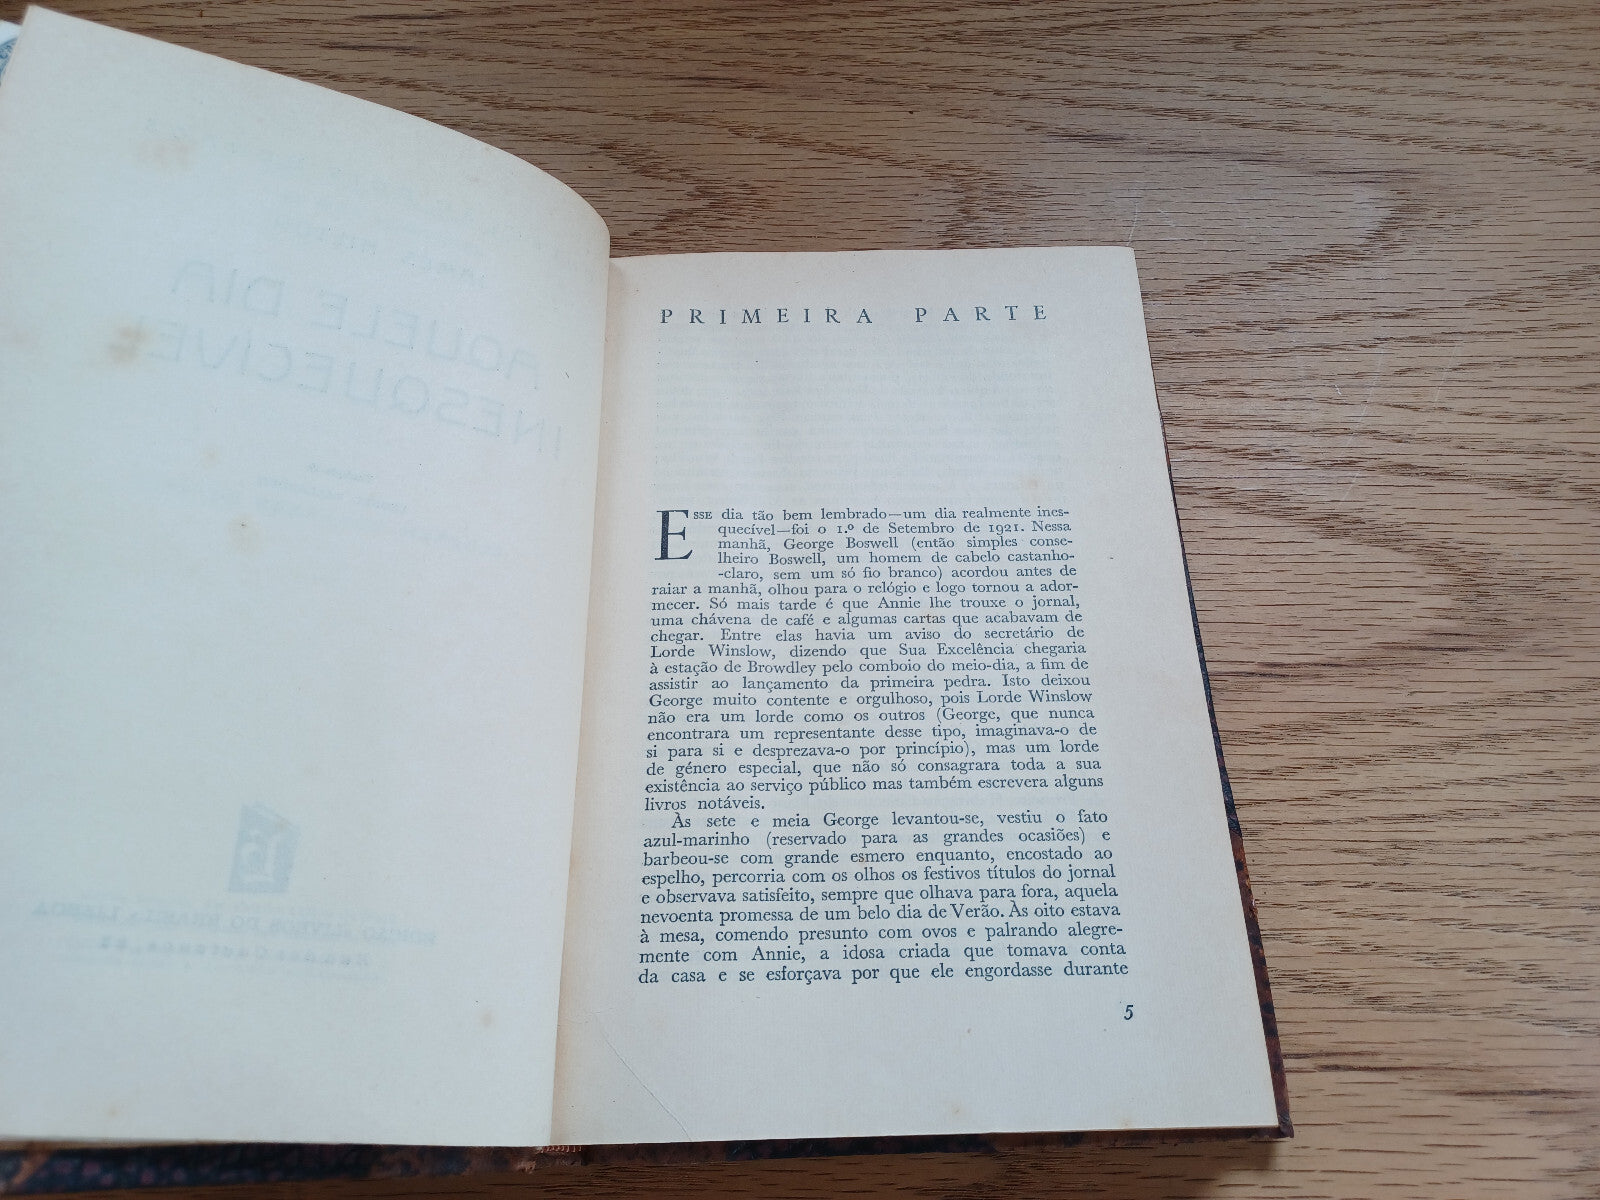 AQUELE DIA
INESQUECÍVEL
PRIMEIRA PARTE
ESSE dia tão bem lembrado—um dia realmente ines-
quecível—foi o 1.º de Setembro de 1921. Nessa
manhã, George Boswell (então simples conse-
lheiro Boswell, um homem de cabelo castanho-
-claro, sem um só fio branco) acordou antes de
raiar a manhã, olhou para o relógio e logo tornou a ador-
mecer. Só mais tarde é que Annie lhe trouxe o jornal,
uma chávena de café e algumas cartas que acabavam de
chegar. Entre elas havia um aviso do secretário de
Lorde Winslow, dizendo que Sua Excelência chegaria
à estação de Browdley pelo comboio do meio-dia, a fim de
assistir ao lançamento da primeira pedra. Isto deixou
George muito contente e orgulhoso, pois Lorde Winslow
não era um lorde como os outros (George, que nunca
encontrara um representante desse tipo, imaginava-o de
si para si e desprezava-o por princípio), mas um lorde
de género especial, que não só consagrara toda a sua
existência ao serviço público mas também escrevera alguns
livros notáveis.
Às sete e meia George levantou-se, vestiu o fato
azul-marinho (reservado para as grandes ocasiões) e
barbeou-se com grande esmero enquanto, encostado ao
espelho, percorria com os olhos os festivos títulos do jornal
e observava satisfeito, sempre que olhava para fora, aquela
nevoenta promessa de um belo dia de Verão. Às oito estava
à mesa, comendo presunto com ovos e palrando alegre-
mente com Annie, a idosa criada que tomava conta
da casa e se esforçava por que ele engordasse durante
5